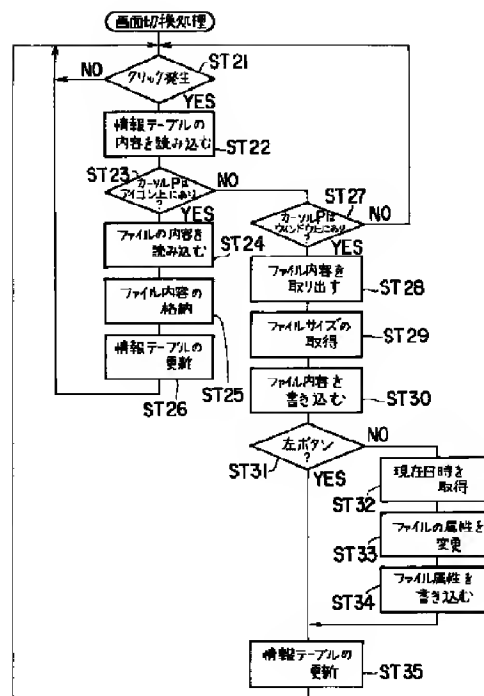 画面切換処理
クリック発生
ST21
NO
YES
情報テーブルの
内容を読み込む
ST22
ST23
カーソルPは
アイコン上にあり
?
NO
YES
ファイルの内容を
読み込む
ST24
ファイル内容の
格納
ST25
情報テーブルの
更新
ST26
ST27
カーソルPは
ウィンドウ上にあり
?
NO
YES
ファイル内容を
取り出す
ST28
ファイルサイズの
取得
ST29
ファイル内容を
書き込む
ST30
左ボタン
?
ST31
NO
YES
現在日時を
取得
ST32
ファイルの属性を
変更
ST33
ファイル属性を
書き込む
ST34
情報テーブルの
更新
ST35